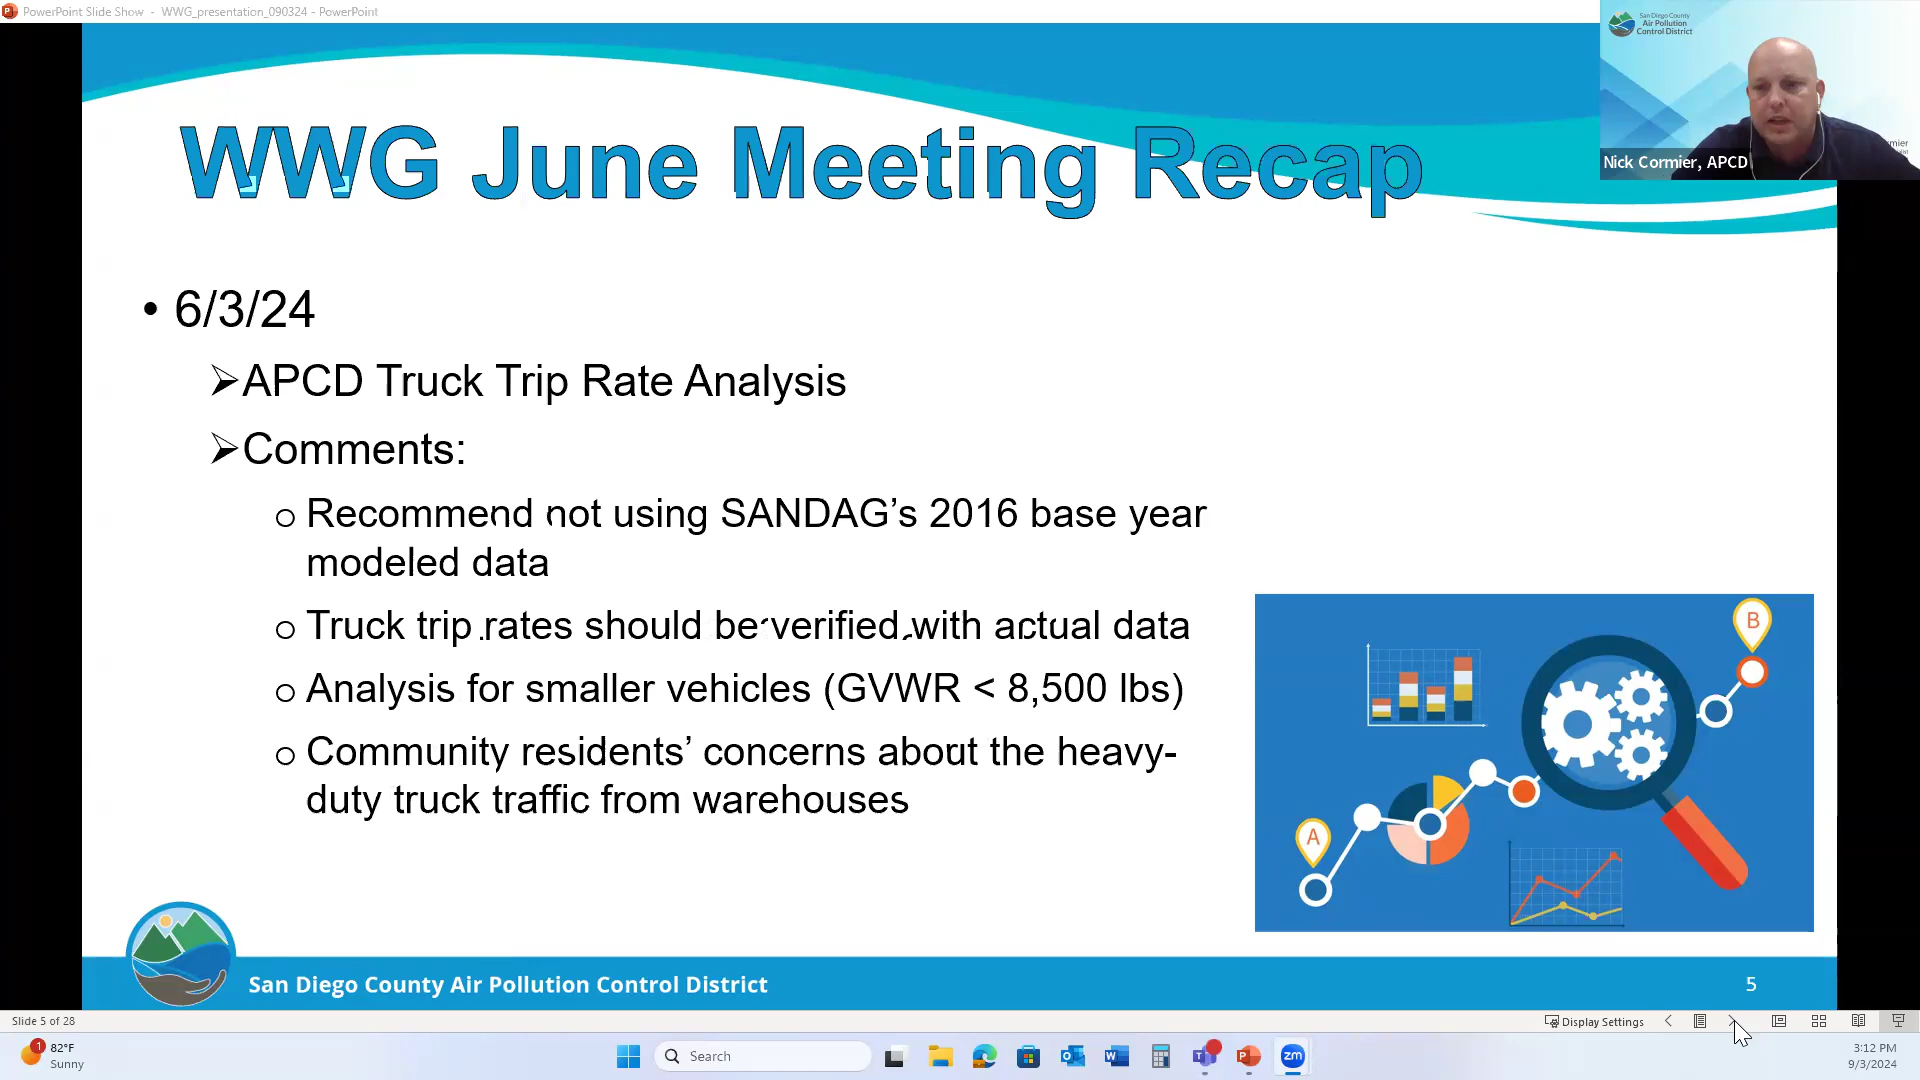 PowerPoint Slide Show - WWG_presentation_090324 - PowerPoint
San Diego County
Air Pollution
Control District
Nick Cormier, APCD
WWG June Meeting Recap
• 6/3/24
➢APCD Truck Trip Rate Analysis
➢Comments:
o Recommend not using SANDAG’s 2016 base year
modeled data
o Truck trip rates should be verified with actual data
o Analysis for smaller vehicles (GVWR < 8,500 lbs)
o Community residents’ concerns about the heavy-
duty truck traffic from warehouses
B
A
San Diego County Air Pollution Control District
5
Slide 5 of 28
Display Settings
1
82°F
Sunny
Search
zm
3:12 PM
9/3/2024